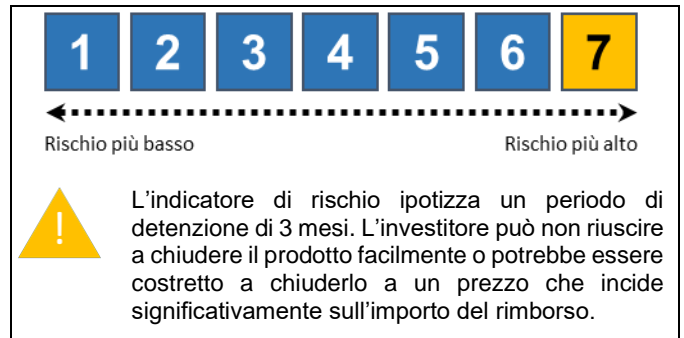 1 2 3 4 5 6 7
Rischio più basso Rischio più alto
!
L’indicatore di rischio ipotizza un periodo di
detenzione di 3 mesi. L’investitore può non riuscire
a chiudere il prodotto facilmente o potrebbe essere
costretto a chiuderlo a un prezzo che incide
significativamente sull’importo del rimborso.